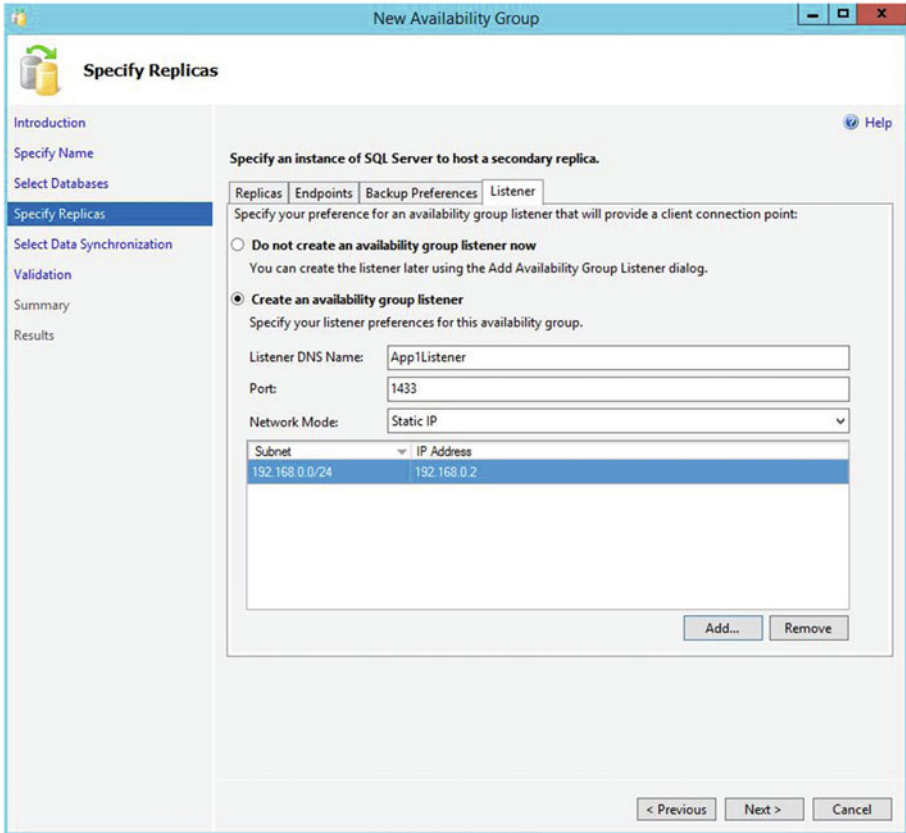 New Availability Group
Specify Replicas
Introduction
Specify Name
Select Databases
Specify Replicas
Select Data Synchronization
Validation
Summary
Results
Help
Specify an instance of SQL Server to host a secondary replica.
Replicas Endpoints Backup Preferences Listener
Specify your preference for an availability group listener that will provide a client connection point:
Do not create an availability group listener now
You can create the listener later using the Add Availability Group Listener dialog.
Create an availability group listener
Specify your listener preferences for this availability group.
Listener DNS Name: App1Listener
Port: 1433
Network Mode: Static IP
Subnet IP Address
192.168.0.0/24 192.168.0.2
Add... Remove
< Previous Next > Cancel